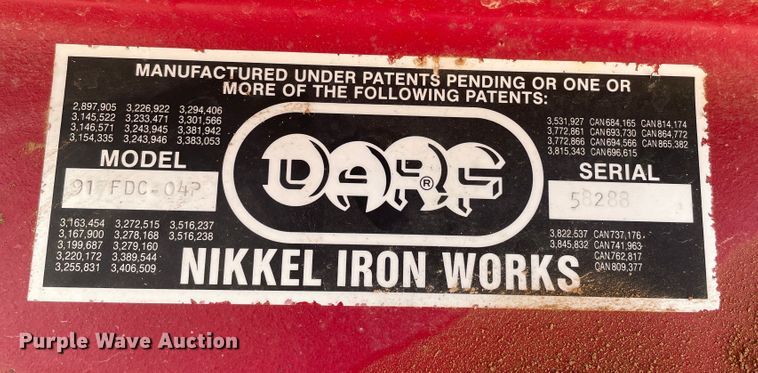 MANUFACTURED UNDER PATENTS PENDING OR ONE OR
MORE OF THE FOLLOWING PATENTS:
2,897,905 3,226,922 3,294,406
3,145,522 3,233,471 3,301,566
3,146,571 3,243,945 3,381,942
3,154,335 3,243,946 3,383,053
MODEL
917FDC-04P
3,163,454 3,272,515 3,516,237
3,167,900 3,278,168 3,516,238
3,199,687 3,279,160
3,220,172 3,389,544
3,255,831 3,406,509
DARF®
3,531,927 CAN684,165 CAN814,174
3,772,861 CAN693,730 CAN864,772
3,772,866 CAN694,566 CAN865,382
3,815,343 CAN696,615
SERIAL
58288
3,822,537 CAN737,176
3,845,832 CAN741,963
CAN762,817
CAN809,377
NIKKEL IRON WORKS
Purple Wave Auction